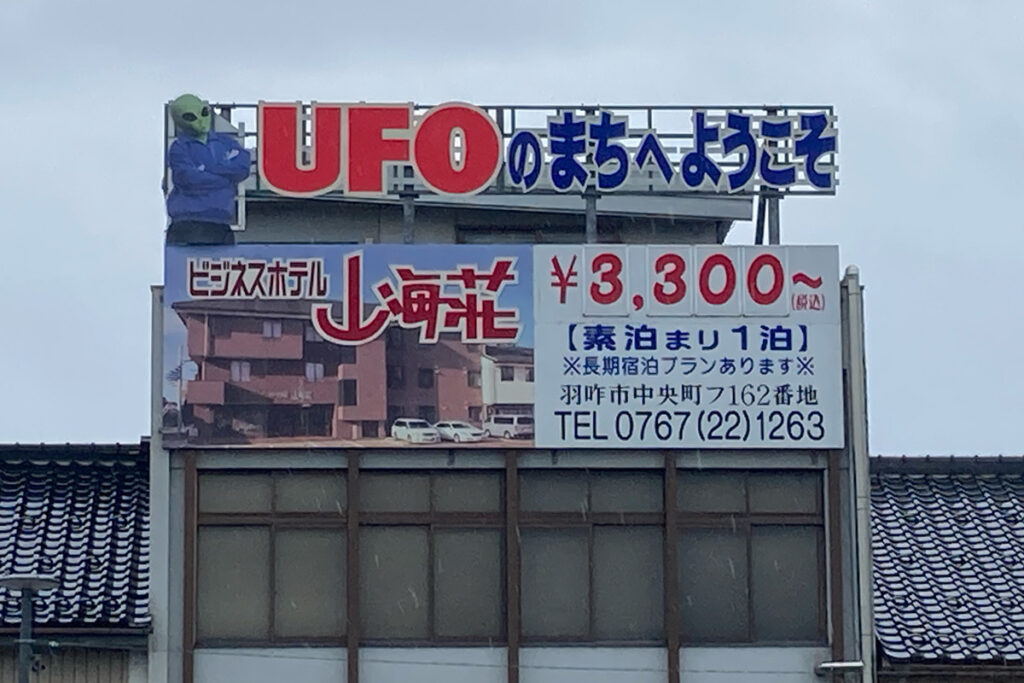 UFOのまちへようこそ
ビジネスホテル 山海荘
¥3,300~
(税込)
【素泊まり1泊】
※長期宿泊プランあります※
羽咋市中央町フ162番地
TEL 0767(22)1263